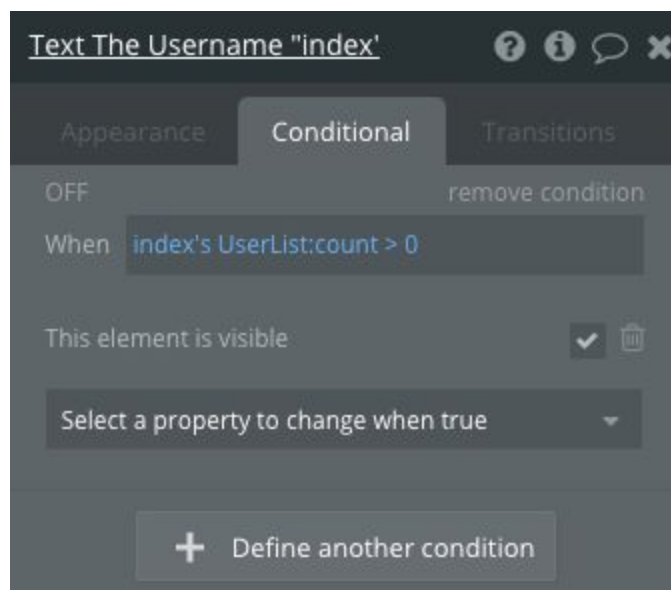 Text The Username "index'
Appearance Conditional Transitions
OFF remove condition
When index's UserList:count > 0
This element is visible
Select a property to change when true
Define another condition